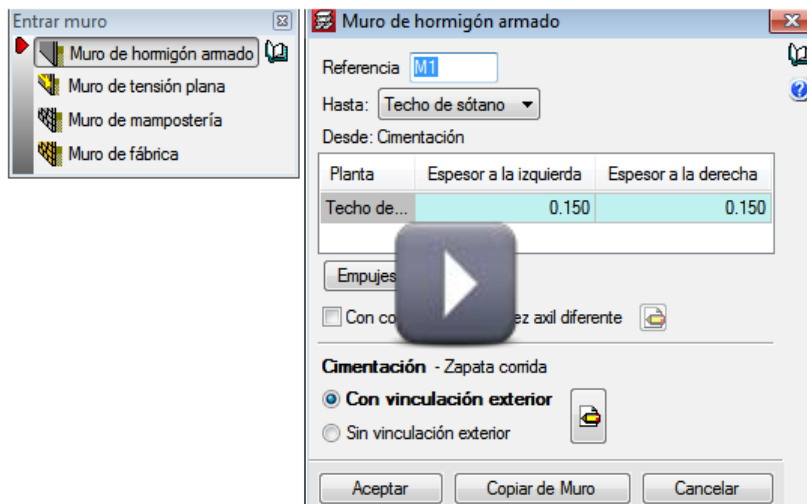 Entrar muro
Muro de hormigón armado
Muro de tensión plana
Muro de mampostería
Muro de fábrica
Muro de hormigón armado
Referencia M1
Hasta: Techo de sótano
Desde: Cimentación
Planta Espesor a la izquierda Espesor a la derecha
Techo de... 0.150 0.150
Empujes
Con axil diferente
Cimentación - Zapata corrida
Con vinculación exterior
Sin vinculación exterior
Aceptar Copiar de Muro Cancelar